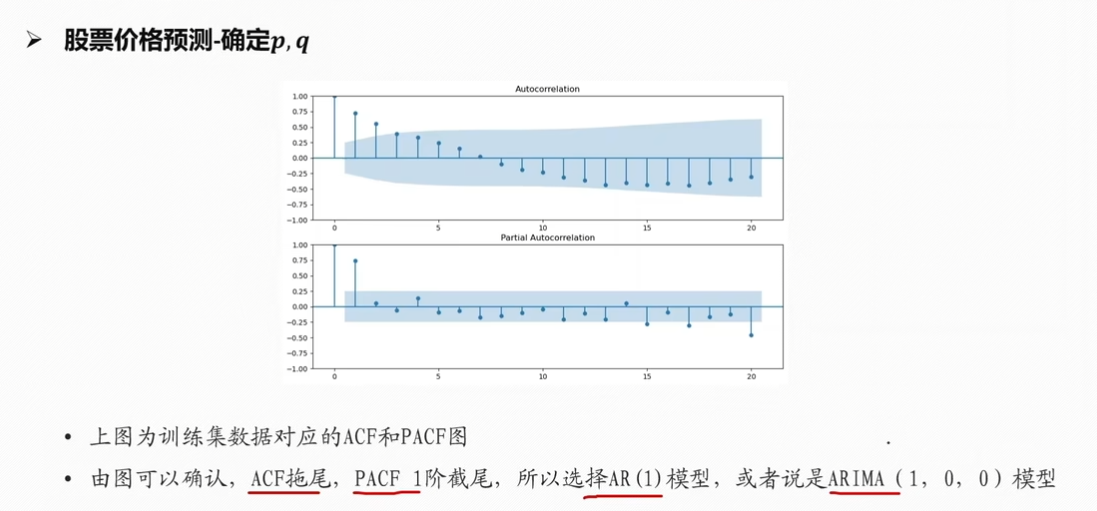 ➤ 股票价格预测-确定p,q
Autocorrelation
1.00
0.75
0.50
0.25
0.00
−0.25
−0.50
−0.75
−1.00
0 5 10 15 20
Partial Autocorrelation
1.00
0.75
0.50
0.25
0.00
−0.25
−0.50
−0.75
−1.00
0 5 10 15 20
• 上图为训练集数据对应的ACF和PACF图
• 由图可以确认，ACF拖尾，PACF 1阶截尾，所以选择AR(1)模型，或者说是ARIMA（1，0，0）模型